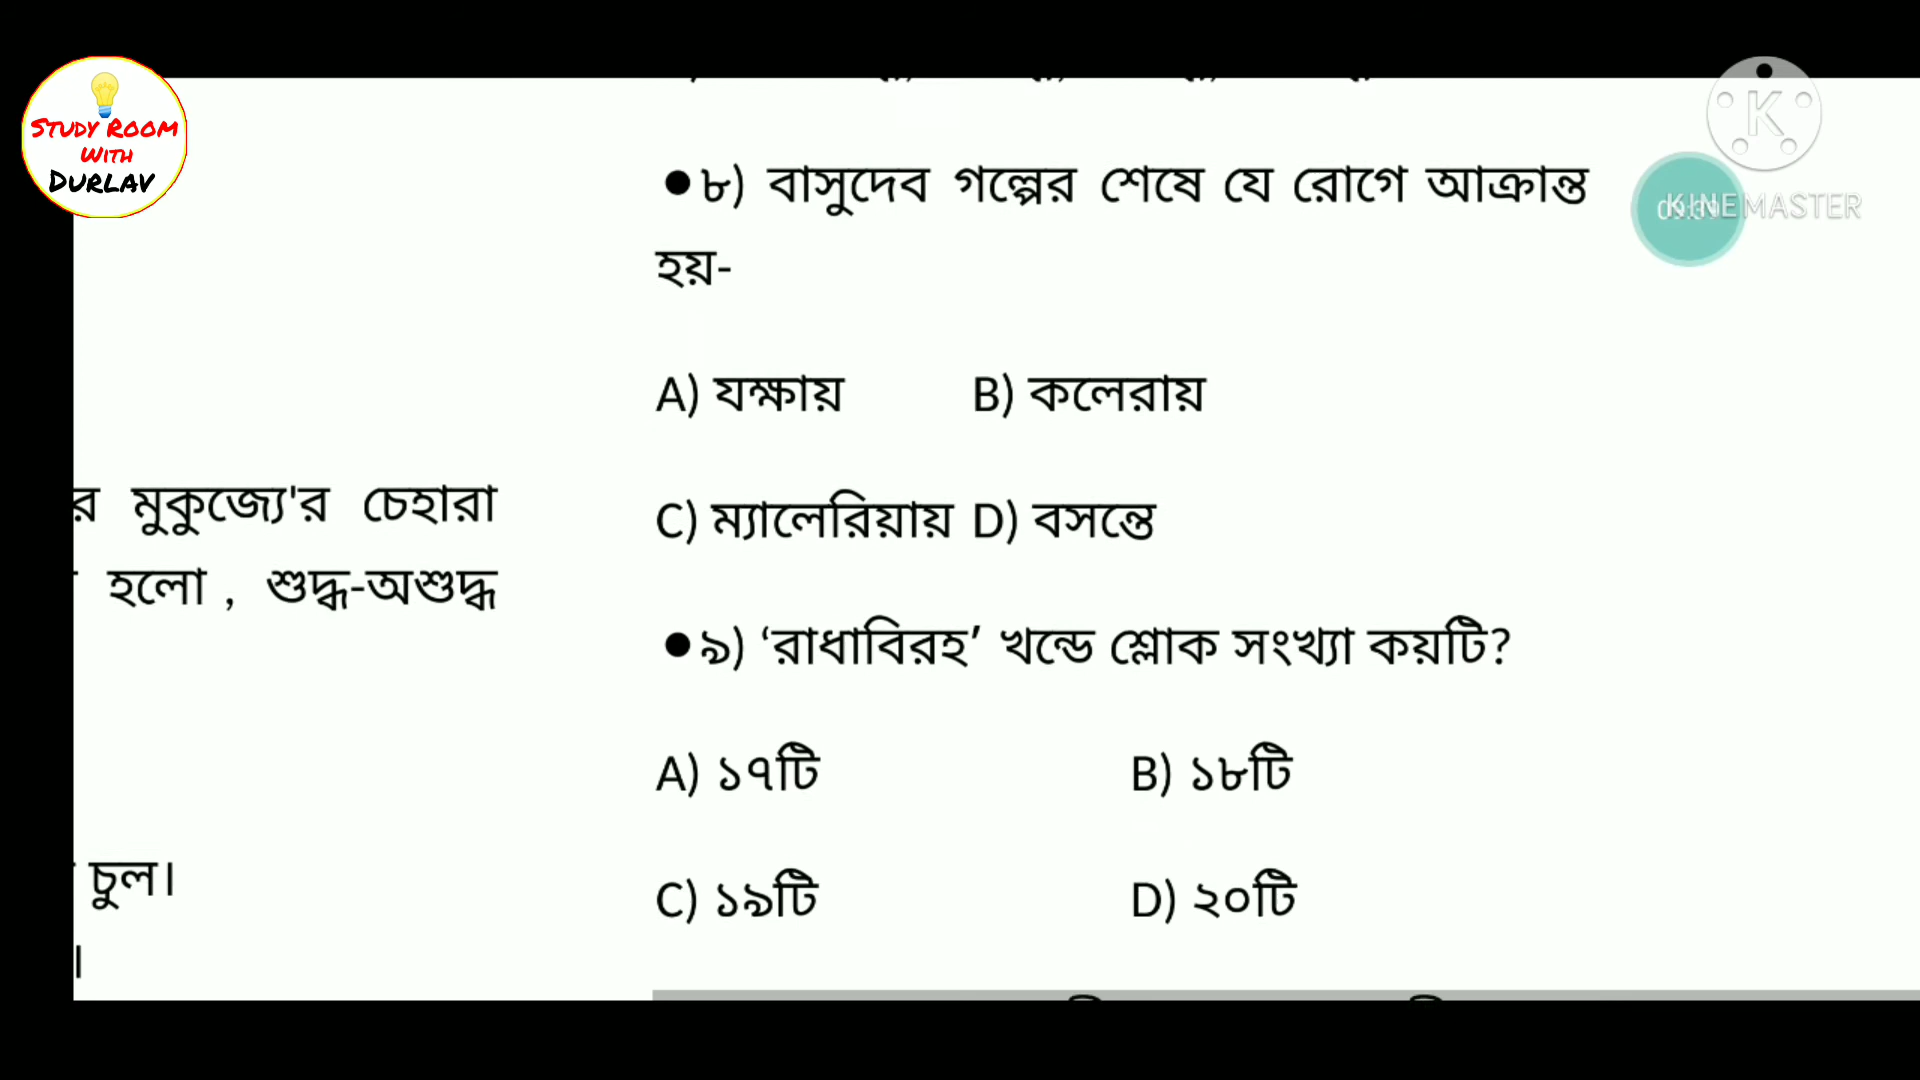 STUDY ROOM
WITH
DURLAV
KINEMASTER
●৮) বাসুদেব গল্পের শেষে যে রোগে আক্রান্ত
হয়-
A) যক্ষায় B) কলেরায়
C) ম্যালেরিয়ায় D) বসন্তে
●৯) ‘রাধাবিরহ’ খন্ডে শ্লোক সংখ্যা কয়টি?
A) ১৭টি B) ১৮টি
C) ১৯টি D) ২০টি
র মুকুজ্যে'র চেহারা
হলো , শুদ্ধ-অশুদ্ধ
চুল।
।